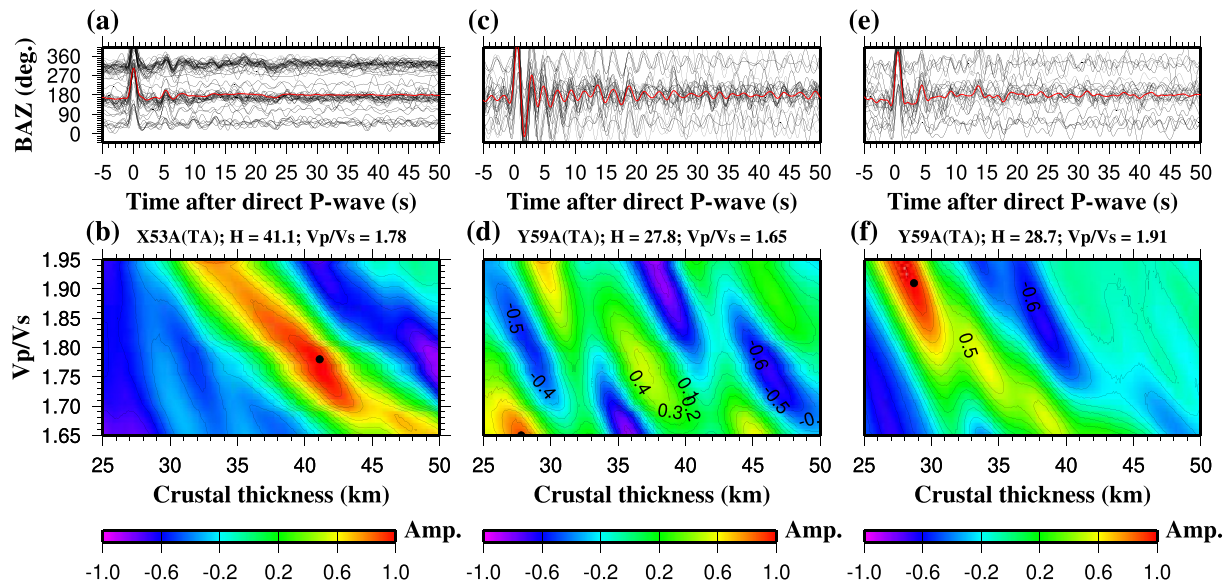 (a) (c) (e)
BAZ (deg.)
360
270
180
90
0
-5 0 5 10 15 20 25 30 35 40 45 50
-5 0 5 10 15 20 25 30 35 40 45 50
-5 0 5 10 15 20 25 30 35 40 45 50
Time after direct P-wave (s)
Time after direct P-wave (s)
Time after direct P-wave (s)
(b) X53A(TA); H = 41.1; Vp/Vs = 1.78
(d) Y59A(TA); H = 27.8; Vp/Vs = 1.65
(f) Y59A(TA); H = 28.7; Vp/Vs = 1.91
Vp/Vs
1.95
1.90
1.85
1.80
1.75
1.70
1.65
-0.5
-0.4
0.4
0.3
0.1
0.2
-0.6
-0.5
0.5
-0.6
25 30 35 40 45 50
25 30 35 40 45 50
25 30 35 40 45 50
Crustal thickness (km)
Crustal thickness (km)
Crustal thickness (km)
Amp.
Amp.
Amp.
-1.0 -0.6 -0.2 0.2 0.6 1.0
-1.0 -0.6 -0.2 0.2 0.6 1.0
-1.0 -0.6 -0.2 0.2 0.6 1.0